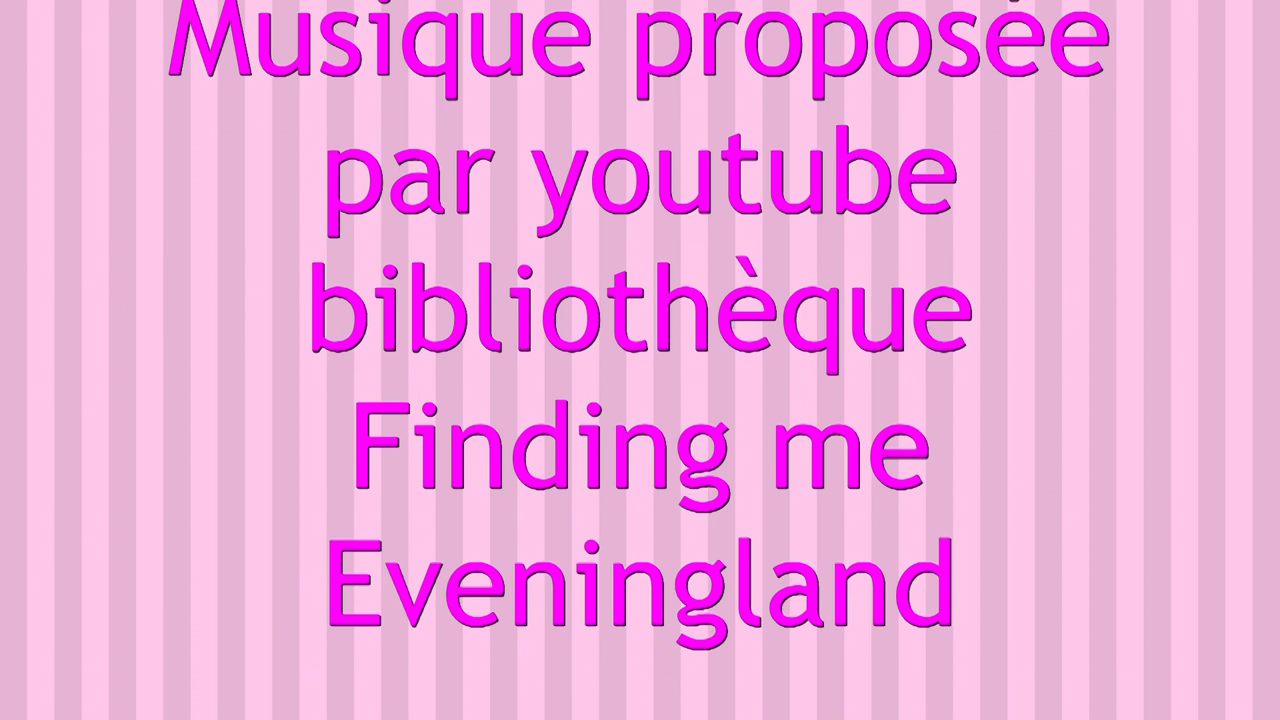 Musique proposée
par youtube
bibliothèque
Finding me
Eveningland